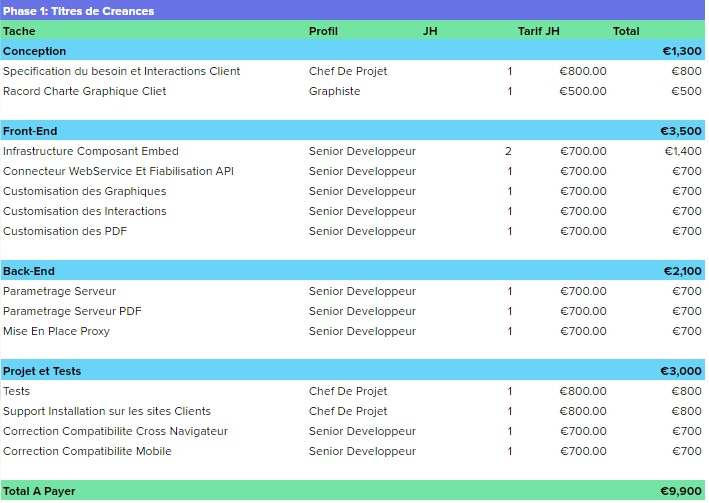 Phase 1: Titres de Creances
Tache Profil JH Tarif JH Total
Conception €1,300
Specification du besoin et Interactions Client Chef De Projet 1 €800.00 €800
Racord Charte Graphique Cliet Graphiste 1 €500.00 €500
Front-End €3,500
Infrastructure Composant Embed Senior Developpeur 2 €700.00 €1,400
Connecteur WebService Et Fiabilisation API Senior Developpeur 1 €700.00 €700
Customisation des Graphiques Senior Developpeur 1 €700.00 €700
Customisation des Interactions Senior Developpeur 1 €700.00 €700
Customisation des PDF Senior Developpeur 1 €700.00 €700
Back-End €2,100
Parametrage Serveur Senior Developpeur 1 €700.00 €700
Parametrage Serveur PDF Senior Developpeur 1 €700.00 €700
Mise En Place Proxy Senior Developpeur 1 €700.00 €700
Projet et Tests €3,000
Tests Chef De Projet 1 €800.00 €800
Support Installation sur les sites Clients Chef De Projet 1 €800.00 €800
Correction Compatibilite Cross Navigateur Senior Developpeur 1 €700.00 €700
Correction Compatibilite Mobile Senior Developpeur 1 €700.00 €700
Total A Payer €9,900